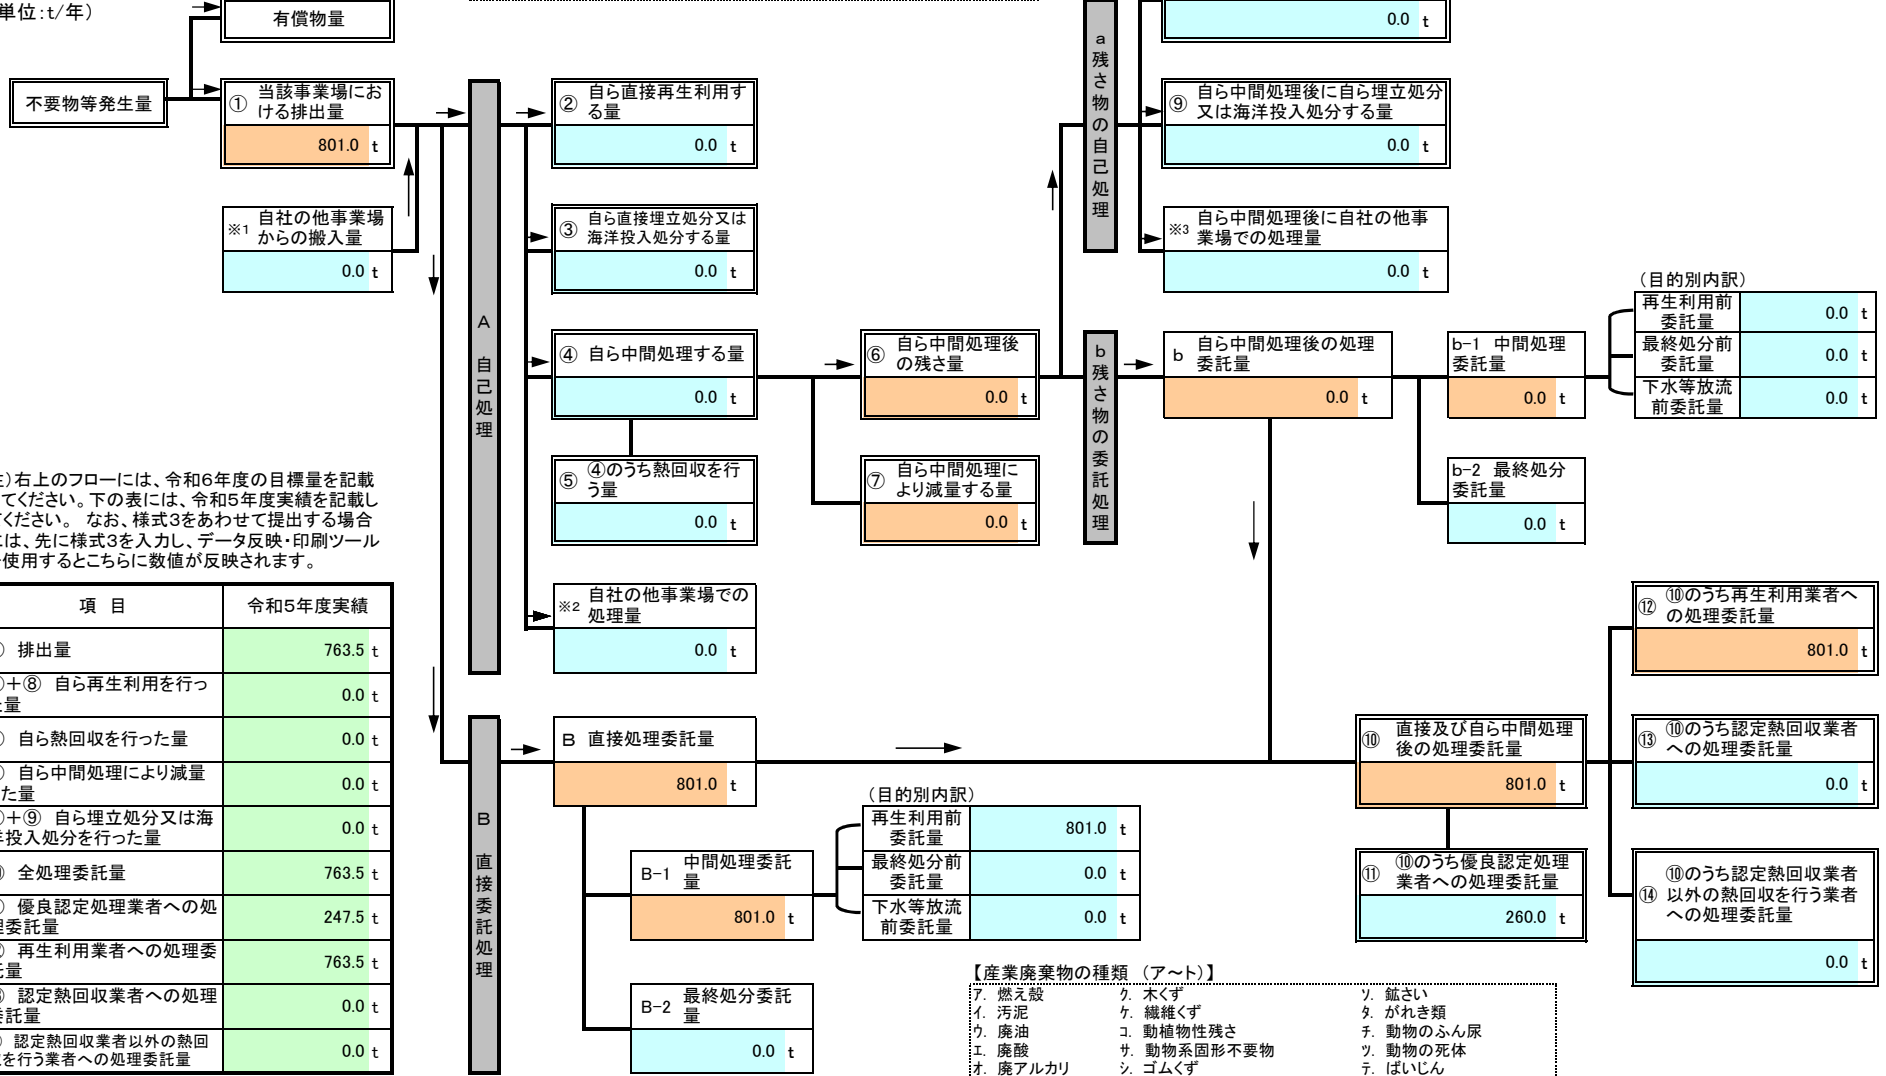 単位:t/年)
有償物量
不要物等発生量
① 当該事業場にお
ける排出量
801.0 t
※1 自社の他事業場
からの搬入量
0.0 t
A 自己処理
② 自ら直接再生利用す
る量
0.0 t
③ 自ら直接埋立処分又は
海洋投入処分する量
0.0 t
④ 自ら中間処理する量
0.0 t
⑤ ④のうち熱回収を行
う量
0.0 t
※2 自社の他事業場での
処理量
0.0 t
⑥ 自ら中間処理後
の残さ量
0.0 t
⑦ 自ら中間処理に
より減量する量
0.0 t
a 残さ物の自己処理
0.0 t
⑨ 自ら中間処理後に自ら埋立処分
又は海洋投入処分する量
0.0 t
※3 自ら中間処理後に自社の他事
業場での処理量
0.0 t
b 残さ物の委託処理
b 自ら中間処理後の処理
委託量
0.0 t
b-1 中間処理
委託量
0.0 t
b-2 最終処分
委託量
0.0 t
(目的別内訳)
再生利用前
委託量
0.0 t
最終処分前
委託量
0.0 t
下水等放流
前委託量
0.0 t
)右上のフローには、令和6年度の目標量を記載
てください。下の表には、令和5年度実績を記載し
ください。 なお、様式3をあわせて提出する場合
は、先に様式3を入力し、データ反映・印刷ツール
使用するとこちらに数値が反映されます。
項 目 令和5年度実績
) 排出量 763.5 t
)+⑧ 自ら再生利用を行っ
量
0.0 t
) 自ら熱回収を行った量 0.0 t
) 自ら中間処理により減量
た量
0.0 t
)+⑨ 自ら埋立処分又は海
投入処分を行った量
0.0 t
) 全処理委託量 763.5 t
) 優良認定処理業者への処
委託量
247.5 t
) 再生利用業者への処理委
量
763.5 t
) 認定熱回収業者への処理
託量
0.0 t
) 認定熱回収業者以外の熱回
を行う業者への処理委託量
0.0 t
B 直接委託処理
B 直接処理委託量
801.0 t
B-1 中間処理委託
量
801.0 t
B-2 最終処分委託
量
0.0 t
(目的別内訳)
再生利用前
委託量
801.0 t
最終処分前
委託量
0.0 t
下水等放流
前委託量
0.0 t
⑩ 直接及び自ら中間処理
後の処理委託量
801.0 t
⑪ ⑩のうち優良認定処理
業者への処理委託量
260.0 t
⑫ ⑩のうち再生利用業者へ
の処理委託量
801.0 t
⑬ ⑩のうち認定熱回収業者
への処理委託量
0.0 t
⑩のうち認定熱回収業者
⑭ 以外の熱回収を行う業者
への処理委託量
0.0 t
【産業廃棄物の種類 (ア～ト)】
ア. 燃え殻 ク. 木くず ソ. 鉱さい
イ. 汚泥 ケ. 繊維くず タ. がれき類
ウ. 廃油 コ. 動植物性残さ チ. 動物のふん尿
エ. 廃酸 サ. 動物系固形不要物 ツ. 動物の死体
オ. 廃アルカリ シ. ゴムくず テ. ばいじん